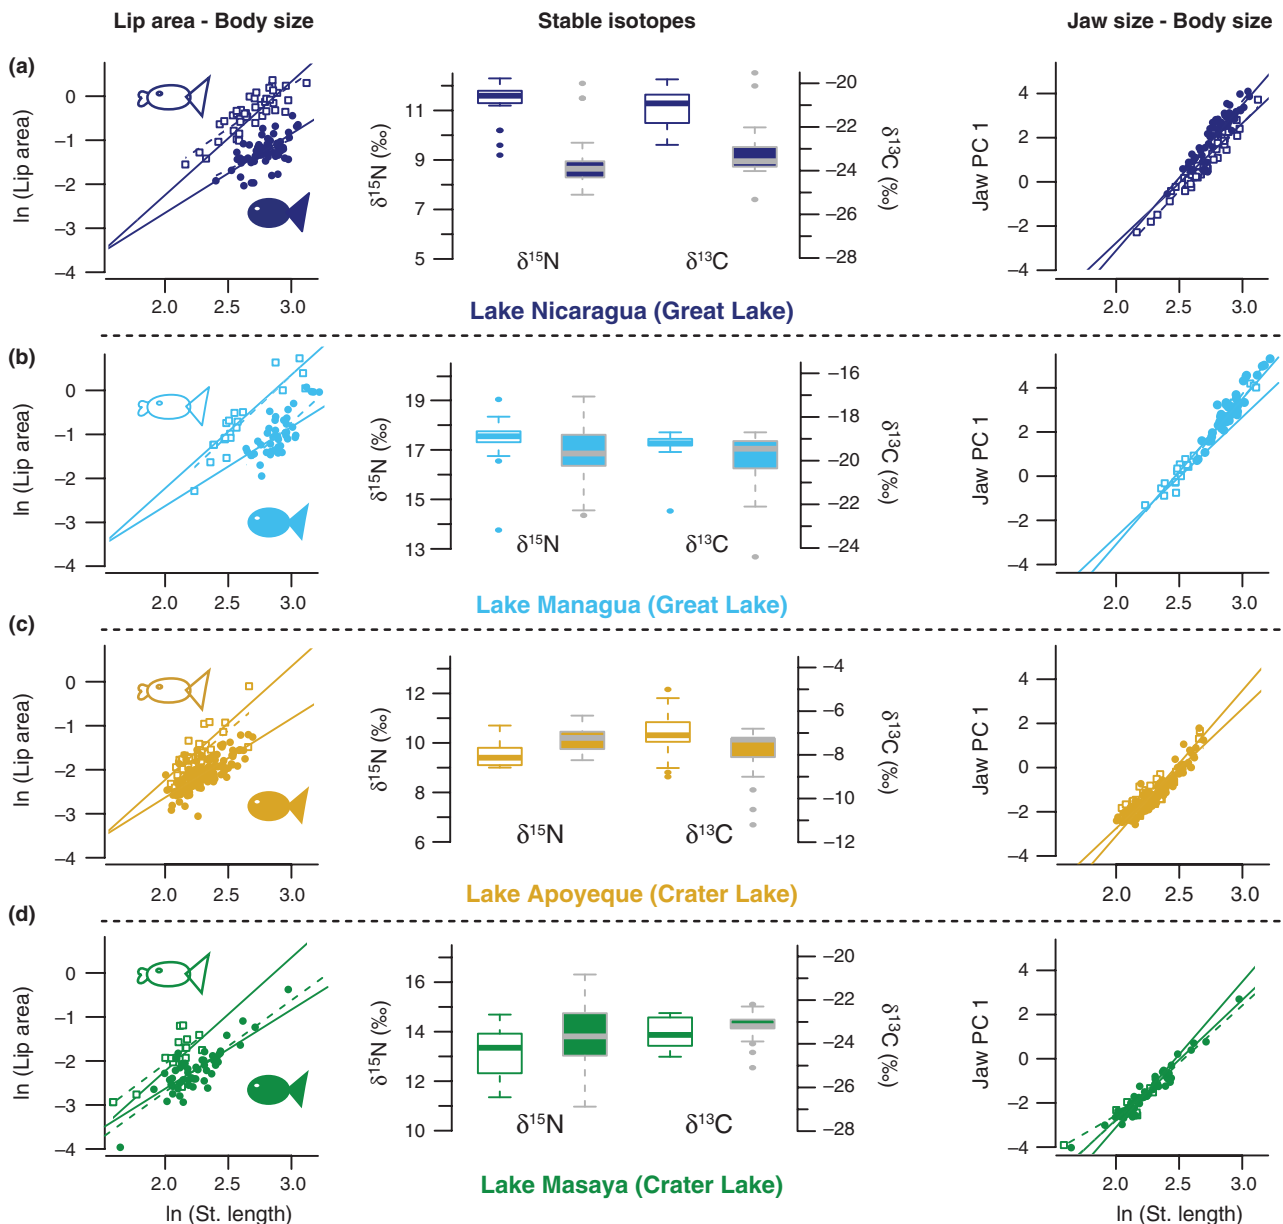 Lip area - Body size
Stable isotopes
Jaw size - Body size
(a)
ln (Lip area)
0
–1
–2
–3
–4
2.0 2.5 3.0
δ15N (‰)
11
9
7
5
δ15N
δ13C
–20
–22
–24
–26
–28
δ13C (‰)
Jaw PC 1
4
2
0
–2
–4
2.0 2.5 3.0
Lake Nicaragua (Great Lake)
(b)
ln (Lip area)
0
–1
–2
–3
–4
2.0 2.5 3.0
δ15N (‰)
19
17
15
13
δ15N
δ13C
–16
–18
–20
–22
–24
δ13C (‰)
Jaw PC 1
4
2
0
–2
–4
2.0 2.5 3.0
Lake Managua (Great Lake)
(c)
ln (Lip area)
0
–1
–2
–3
–4
2.0 2.5 3.0
δ15N (‰)
12
10
8
6
δ15N
δ13C
–4
–6
–8
–10
–12
δ13C (‰)
Jaw PC 1
4
2
0
–2
–4
2.0 2.5 3.0
Lake Apoyeque (Crater Lake)
(d)
ln (Lip area)
0
–1
–2
–3
–4
2.0 2.5 3.0
ln (St. length)
δ15N (‰)
16
14
12
10
δ15N
δ13C
–20
–22
–24
–26
–28
δ13C (‰)
Jaw PC 1
4
2
0
–2
–4
2.0 2.5 3.0
ln (St. length)
Lake Masaya (Crater Lake)